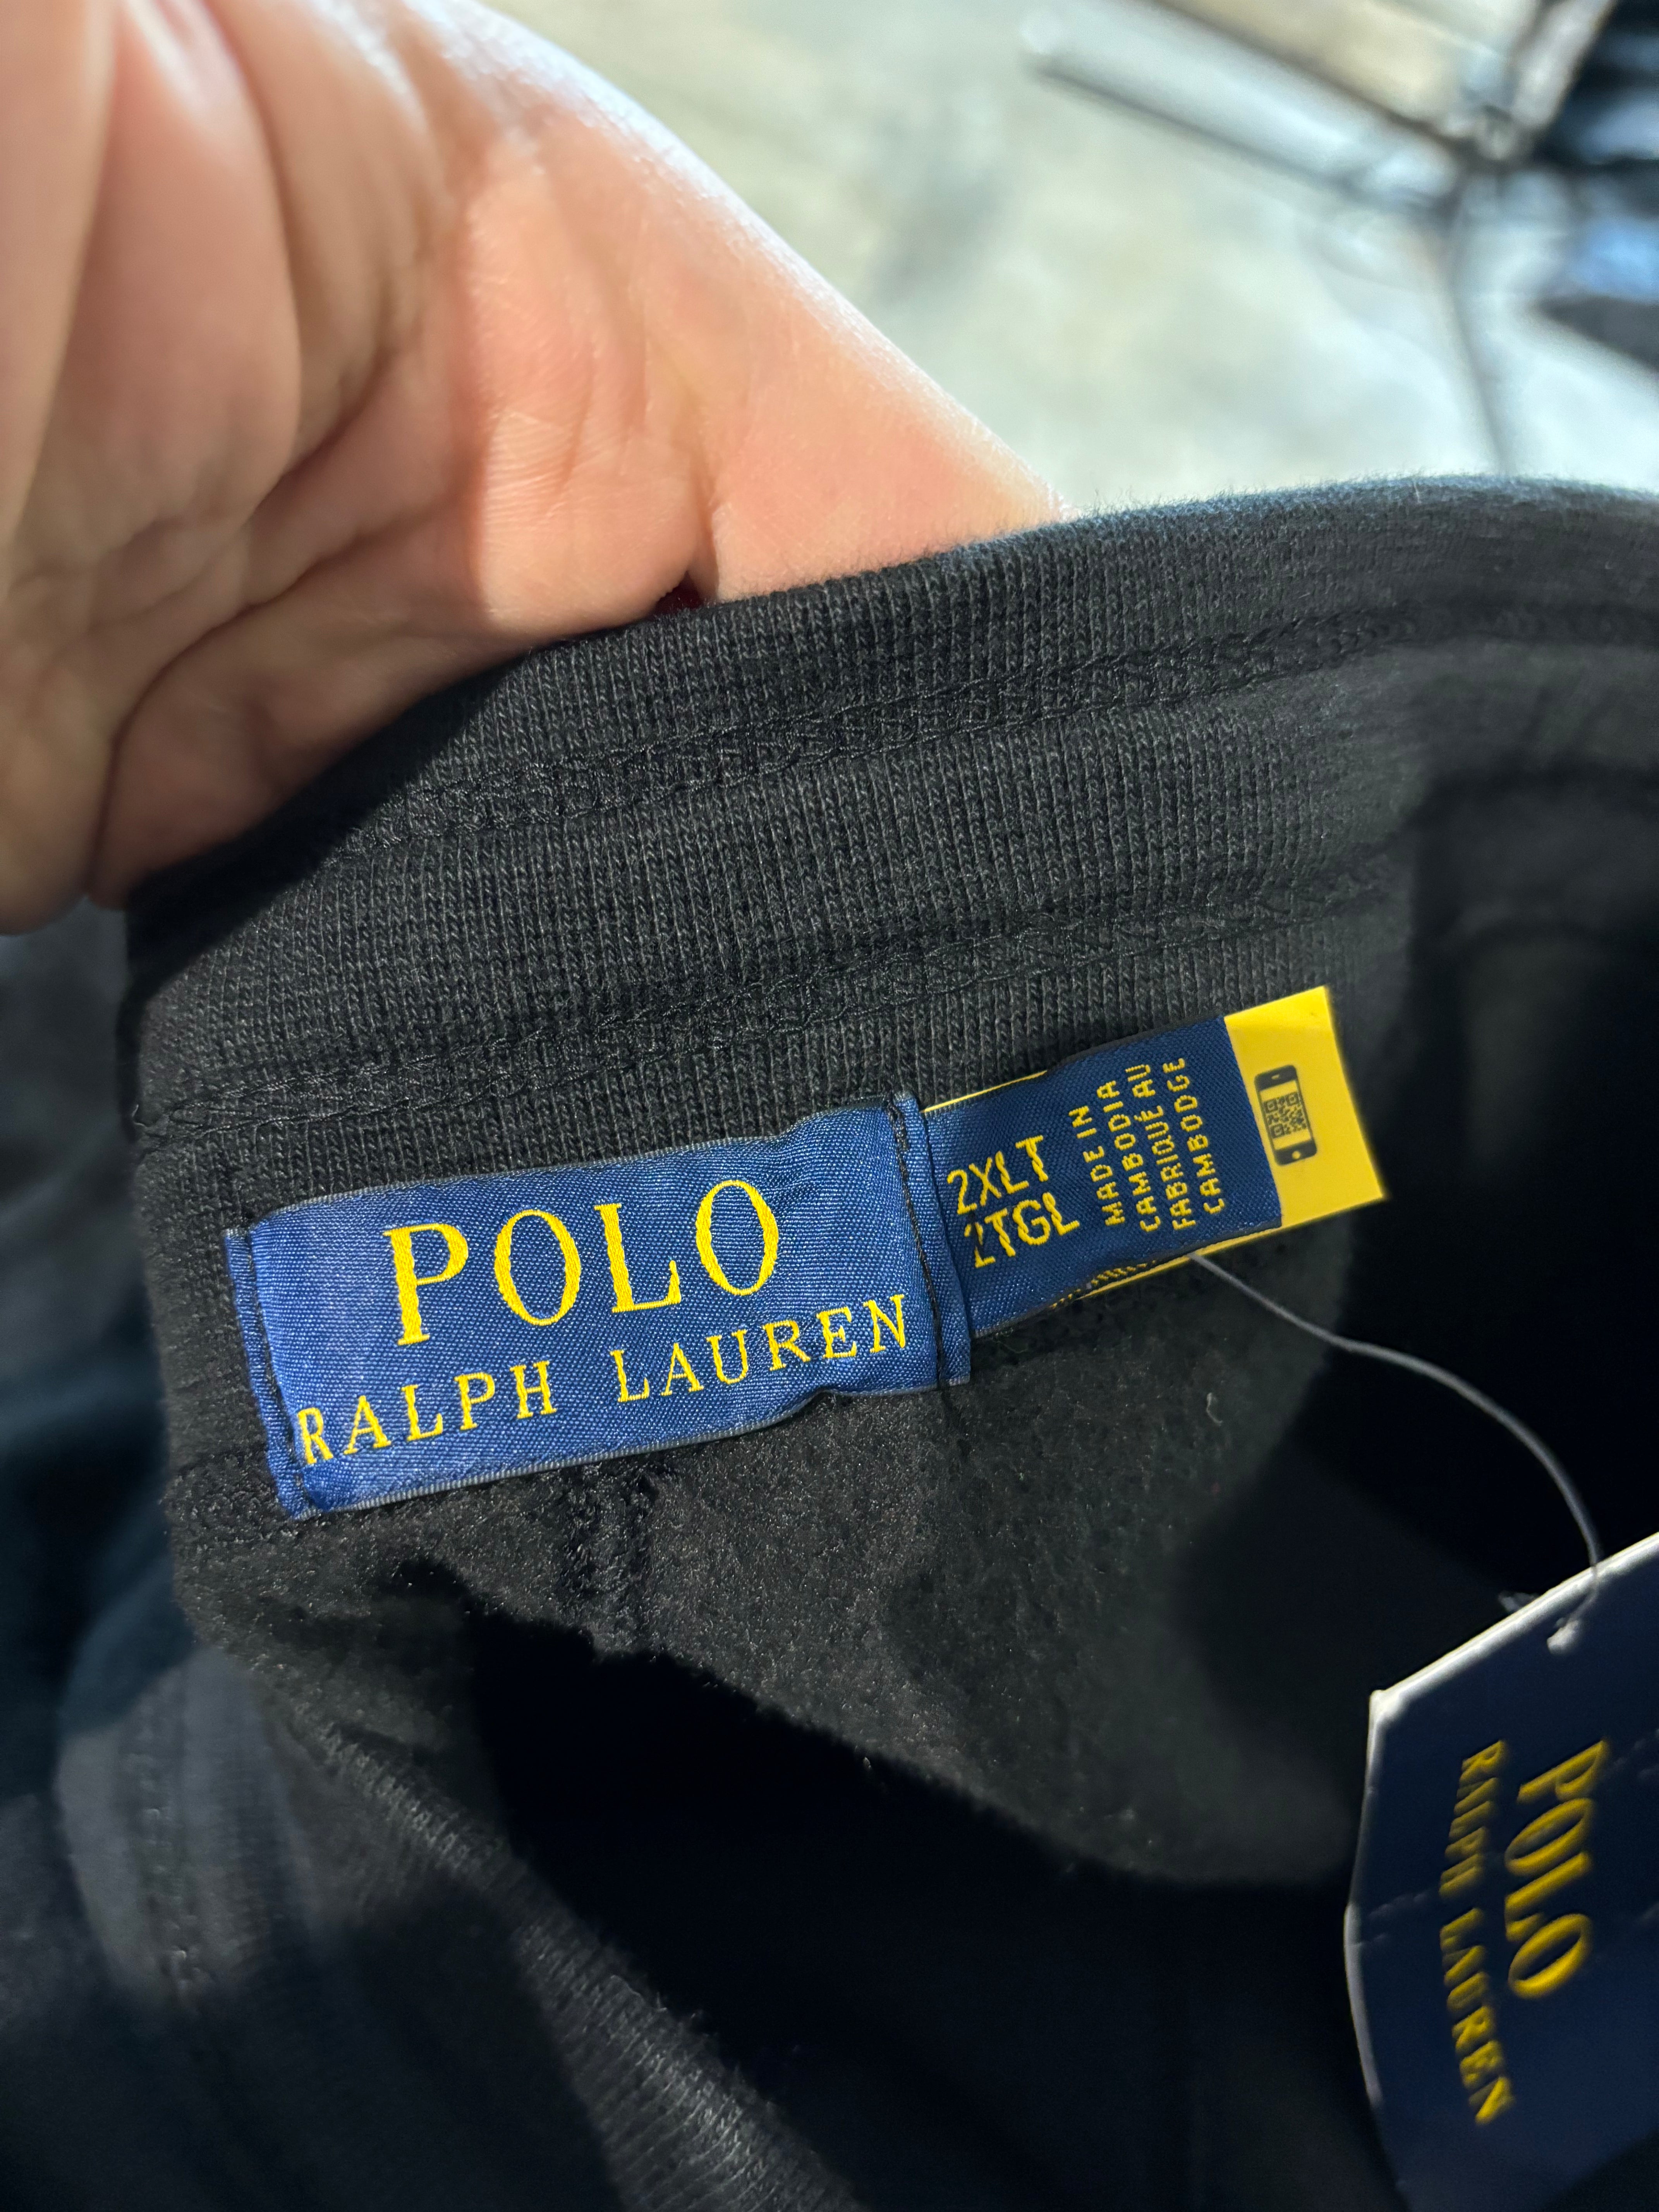 POLO
RALPH LAUREN
2XLT
2TGL
MADE IN
CAMBODIA
FABRIQUÉ AU
CAMBODGE
POLO
RALPH LAUREN